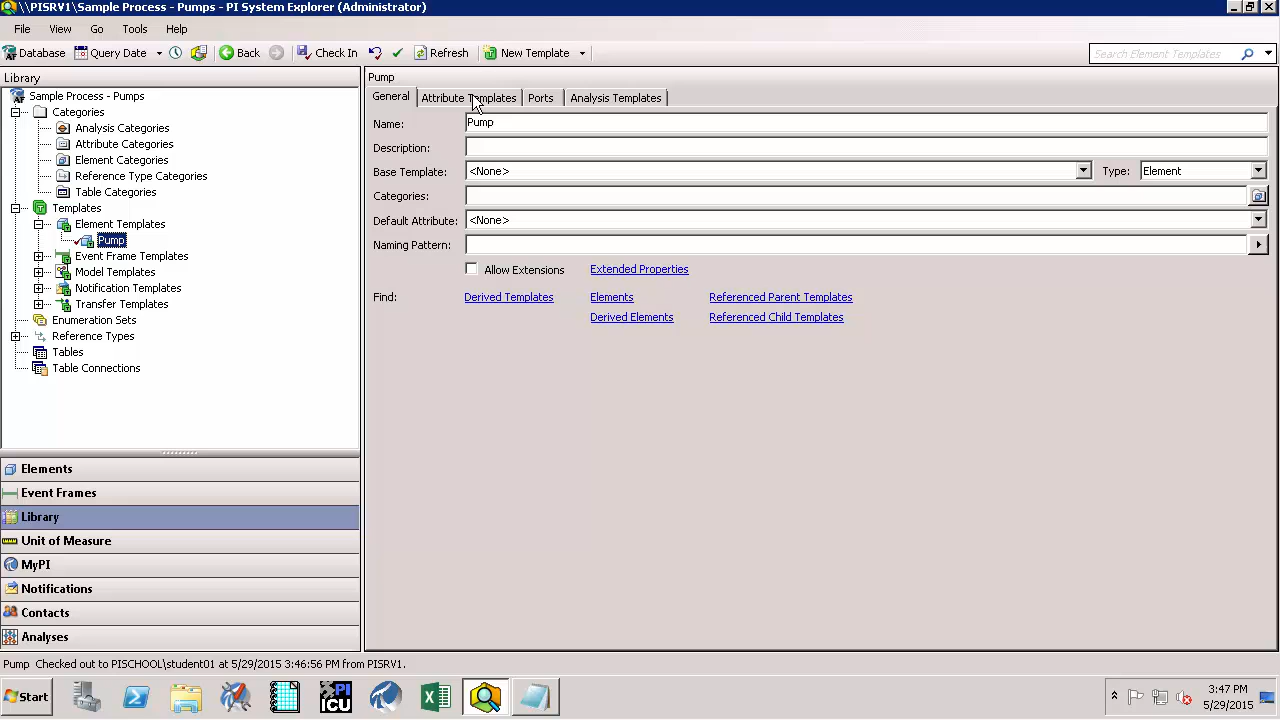 \\PISRV1\Sample Process - Pumps - PI System Explorer (Administrator)
File View Go Tools Help
Database Query Date Back Check In Refresh New Template Search Element Templates
Library
Sample Process - Pumps
Categories
Analysis Categories
Attribute Categories
Element Categories
Reference Type Categories
Table Categories
Templates
Element Templates
Pump
Event Frame Templates
Model Templates
Notification Templates
Transfer Templates
Enumeration Sets
Reference Types
Tables
Table Connections
Elements
Event Frames
Library
Unit of Measure
MyPI
Notifications
Contacts
Analyses
Pump
General Attribute Templates Ports Analysis Templates
Name: Pump
Description:
Base Template: <None> Type: Element
Categories:
Default Attribute: <None>
Naming Pattern:
Allow Extensions Extended Properties
Find: Derived Templates Elements Referenced Parent Templates
Derived Elements Referenced Child Templates
Pump Checked out to PISCHOOL\student01 at 5/29/2015 3:46:56 PM from PISRV1.
Start
PI
ICU
3:47 PM
5/29/2015